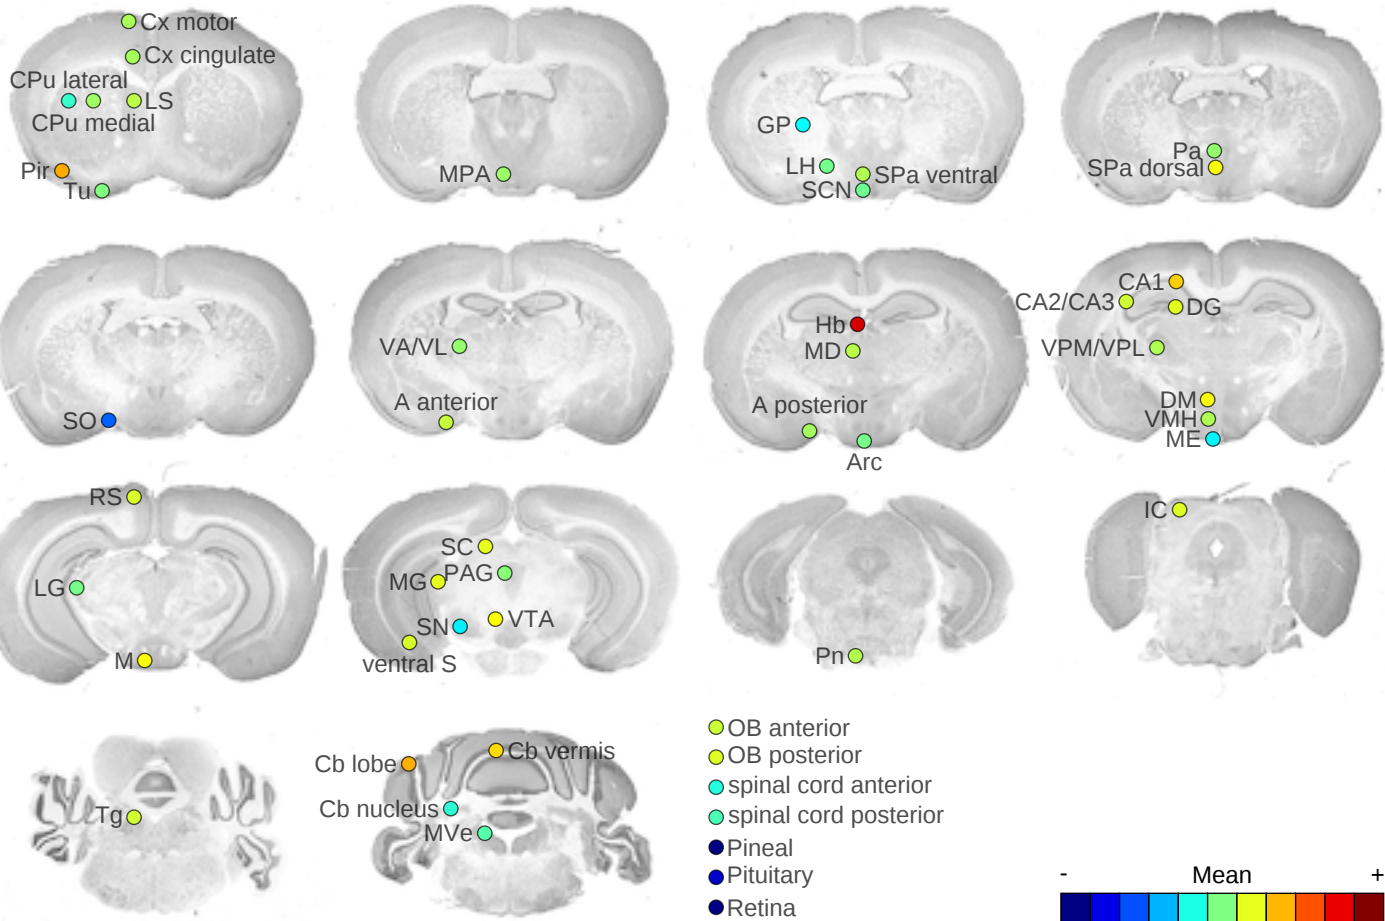 Cx motor
Cx cingulate
CPu lateral
LS
CPu medial
Pir
Tu
MPA
GP
LH
SPa ventral
SCN
Pa
SPa dorsal
SO
VA/VL
A anterior
Hb
MD
A posterior
Arc
CA1
CA2/CA3
DG
VPM/VPL
DM
VMH
ME
RS
LG
M
SC
PAG
MG
VTA
SN
ventral S
Pn
IC
Tg
Cb lobe
Cb vermis
Cb nucleus
MVe
OB anterior
OB posterior
spinal cord anterior
spinal cord posterior
Pineal
Pituitary
Retina
- Mean +